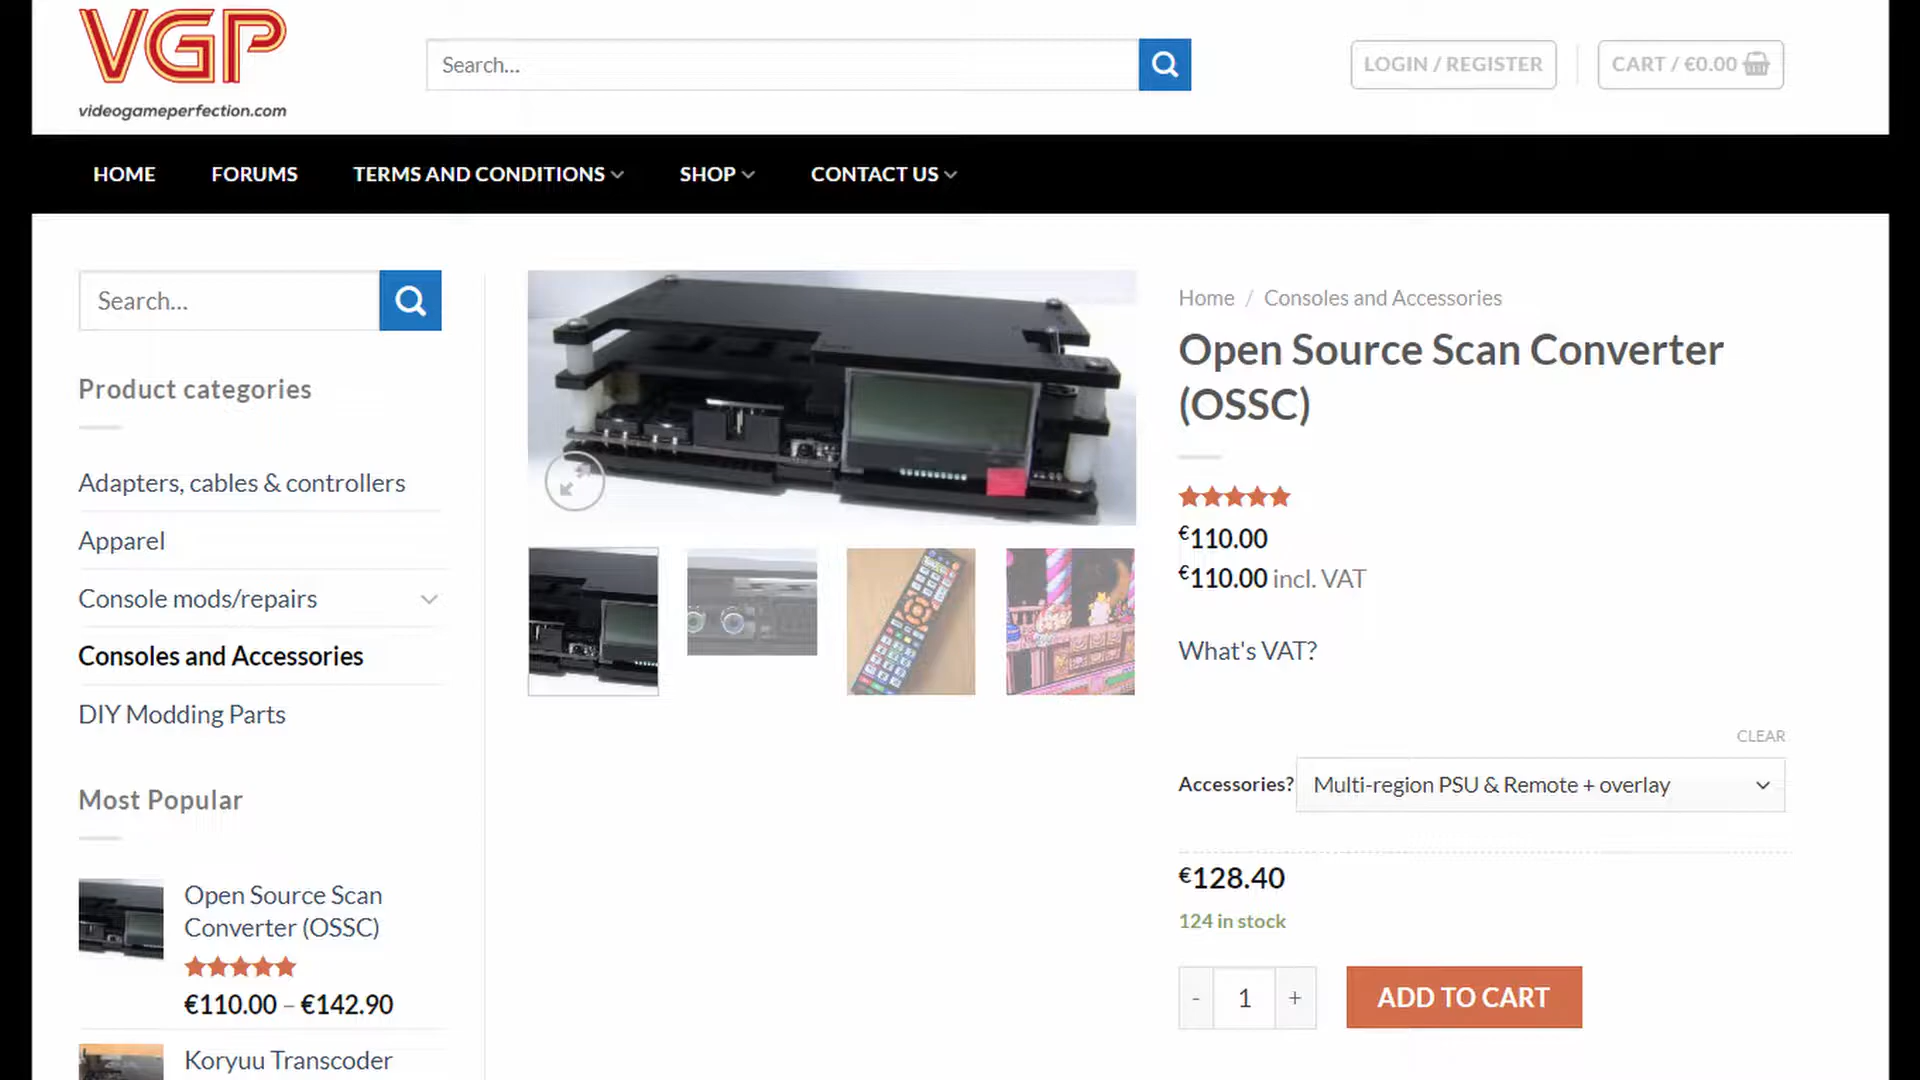 VGP
videogameperfection.com
Search...
LOGIN / REGISTER
CART / €0.00
HOME
FORUMS
TERMS AND CONDITIONS
SHOP
CONTACT US
Search...
Product categories
Adapters, cables & controllers
Apparel
Console mods/repairs
Consoles and Accessories
DIY Modding Parts
Most Popular
Open Source Scan
Converter (OSSC)
€110.00 – €142.90
Koryuu Transcoder
Home / Consoles and Accessories
Open Source Scan Converter
(OSSC)
€110.00
€110.00 incl. VAT
What's VAT?
CLEAR
Accessories?
Multi-region PSU & Remote + overlay
€128.40
124 in stock
- 1 +
ADD TO CART